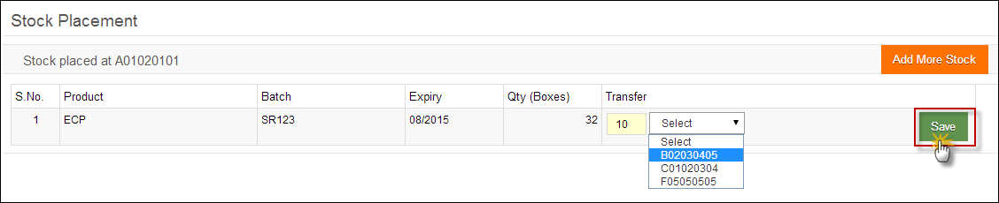 Stock Placement
Stock placed at A01020101 Add More Stock
S.No. Product Batch Expiry Qty (Boxes) Transfer
1 ECP SR123 08/2015 32 10 Select Save
Select
B02030405
C01020304
F05050505